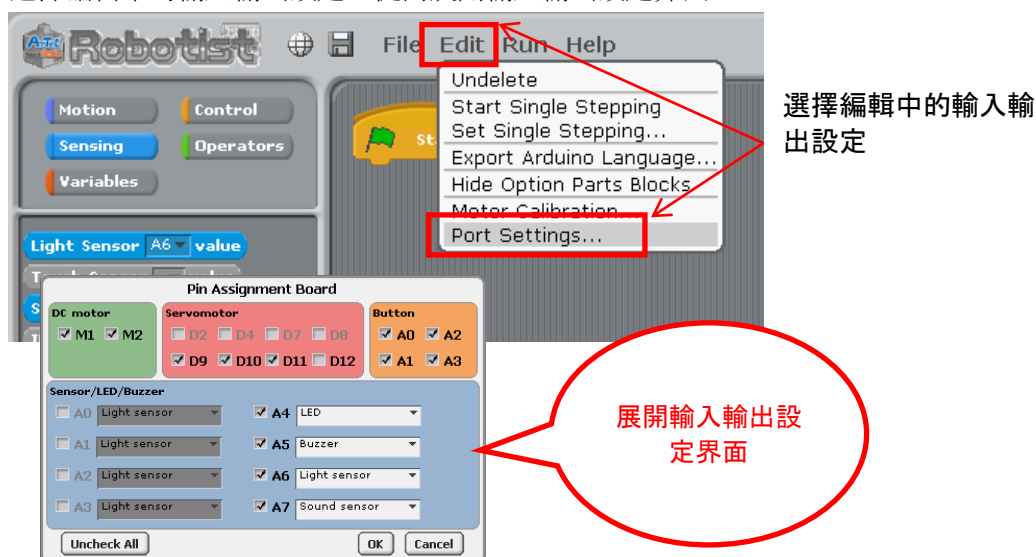 Robotist
File Edit Run Help
Undelete
Start Single Stepping
Set Single Stepping...
Export Arduino Language...
Hide Option Parts Blocks
Motor Calibration...
Port Settings...
選擇編輯中的輸入輸
出設定
Motion
Control
Sensing
Operators
Variables
Light Sensor A6 value
Pin Assignment Board
DC motor
M1 M2
Servomotor
D2 D4 D7 D8
D9 D10 D11 D12
Button
A0 A2
A1 A3
Sensor/LED/Buzzer
A0 Light sensor
A4 LED
A1 Light sensor
A5 Buzzer
A2 Light sensor
A6 Light sensor
A3 Light sensor
A7 Sound sensor
Uncheck All
OK
Cancel
展開輸入輸出設
定界面